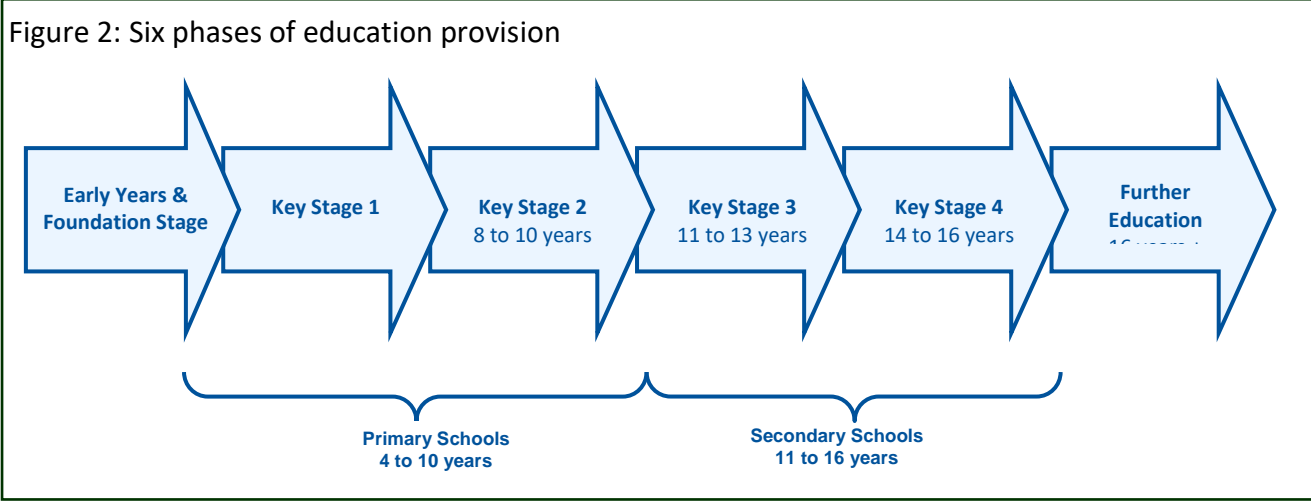 Figure 2: Six phases of education provision
Early Years &
Foundation Stage
Key Stage 1
Key Stage 2
8 to 10 years
Key Stage 3
11 to 13 years
Key Stage 4
14 to 16 years
Further
Education
Primary Schools
4 to 10 years
Secondary Schools
11 to 16 years